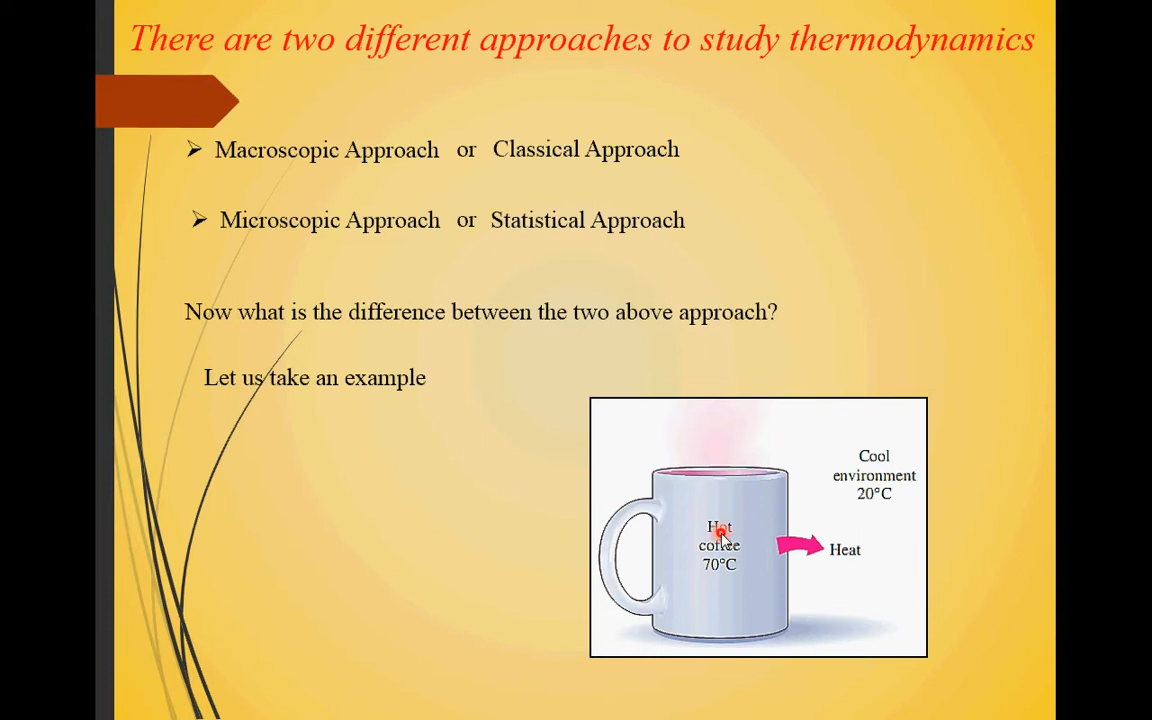 There are two different approaches to study thermodynamics
➢ Macroscopic Approach or Classical Approach
➢ Microscopic Approach or Statistical Approach
Now what is the difference between the two above approach?
Let us take an example
Cool
environment
20°C
Hot
coffee
70°C
Heat